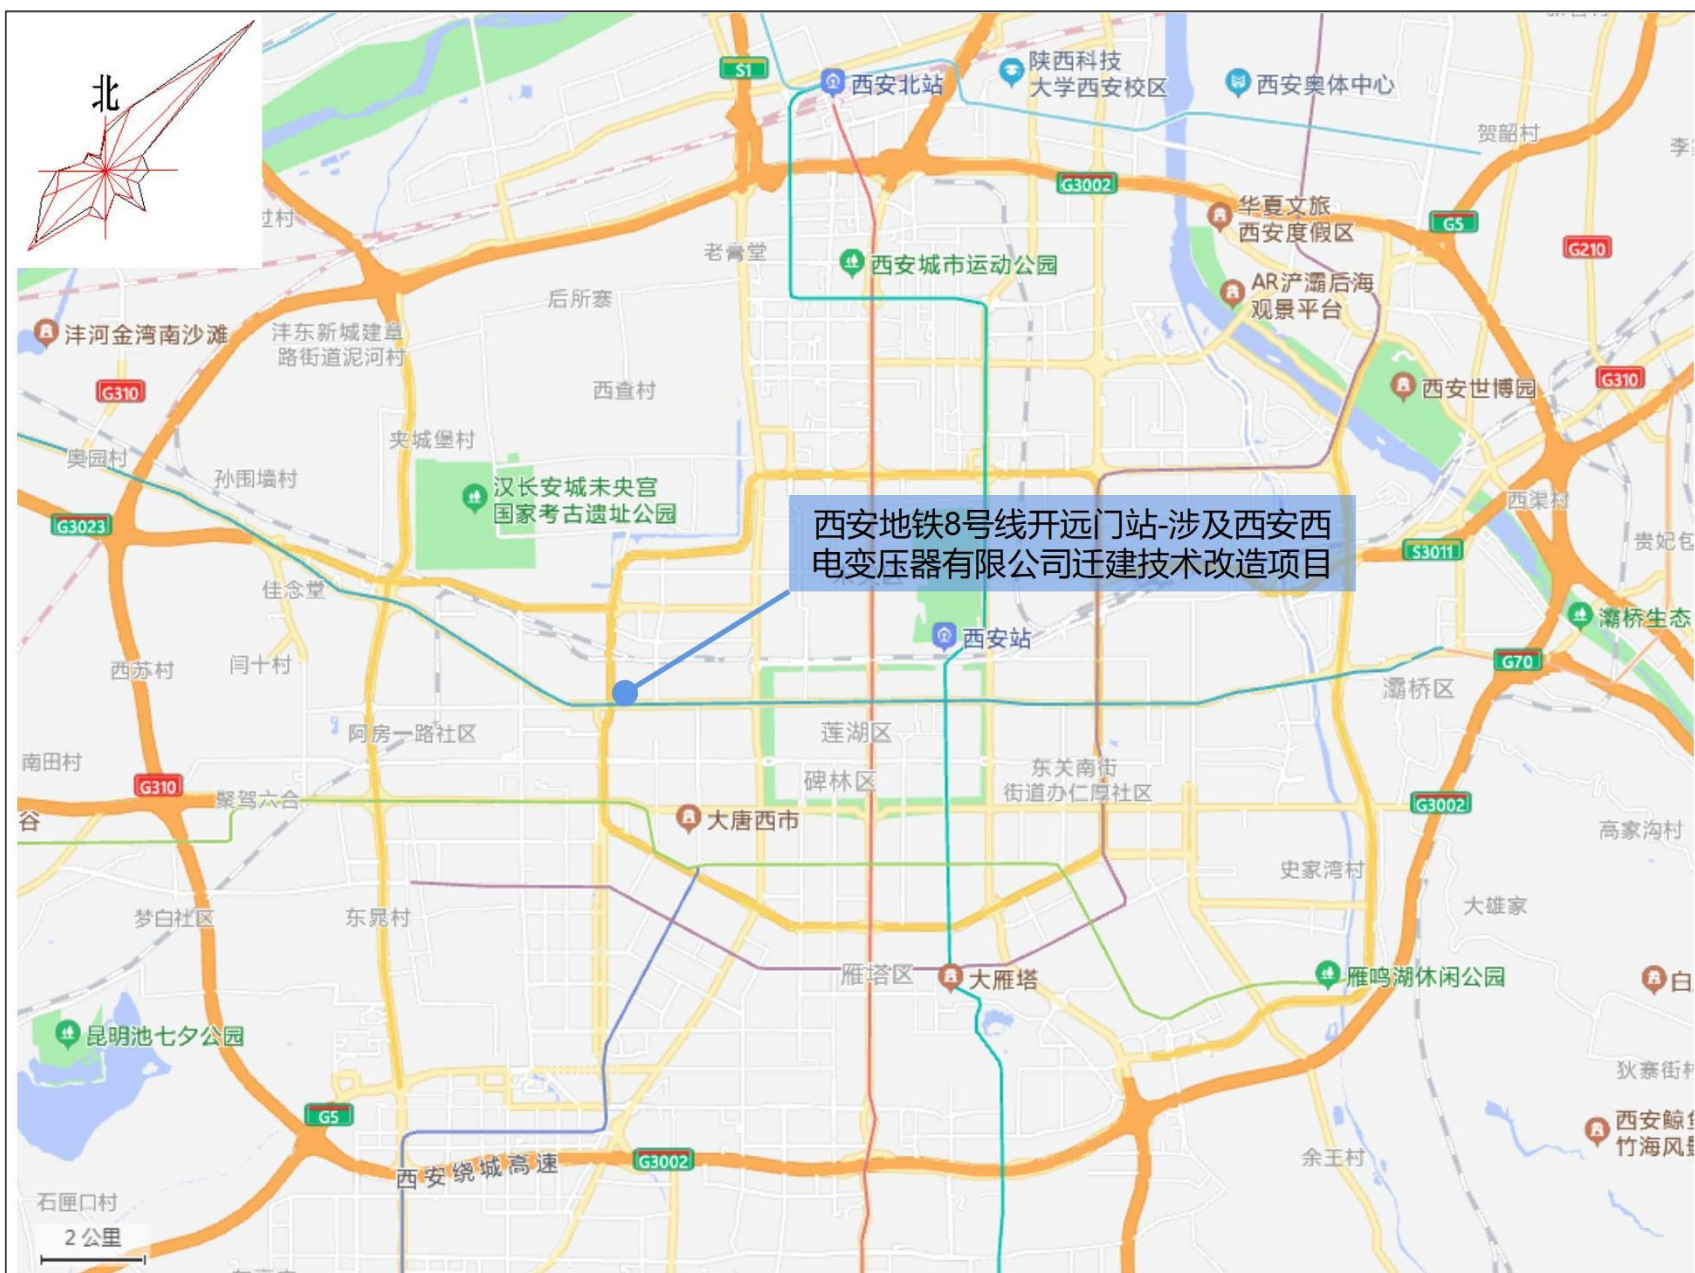 北
S1
西安北站
陕西科技
大学西安校区
西安奥体中心
贺韶村
G3002
华夏文旅
西安度假区
G5
G210
过村
老膏堂
西安城市运动公园
后所寨
AR浐灞后海
观景平台
沣河金湾南沙滩
沣东新城建章
路街道泥河村
G310
西查村
G310
西安世博园
夹城堡村
奥园村
孙围墙村
汉长安城未央宫
国家考古遗址公园
西渠村
G3023
西安地铁8号线开远门站-涉及西安西
电变压器有限公司迁建技术改造项目
S3011
贵妃包
佳念堂
灞桥生态
西安站
西苏村
闫十村
G70
灞桥区
阿房一路社区
莲湖区
南田村
碑林区
东关南街
街道办仁厚社区
G310
聚驾六合
G3002
谷
大唐西市
高家沟村
史家湾村
梦白社区
东晁村
大雄家
雁塔区
大雁塔
雁鸣湖休闲公园
白
昆明池七夕公园
狄寨街村
G5
西安鲸鱼
竹海风景
西安绕城高速
G3002
余王村
石匣口村
2 公里